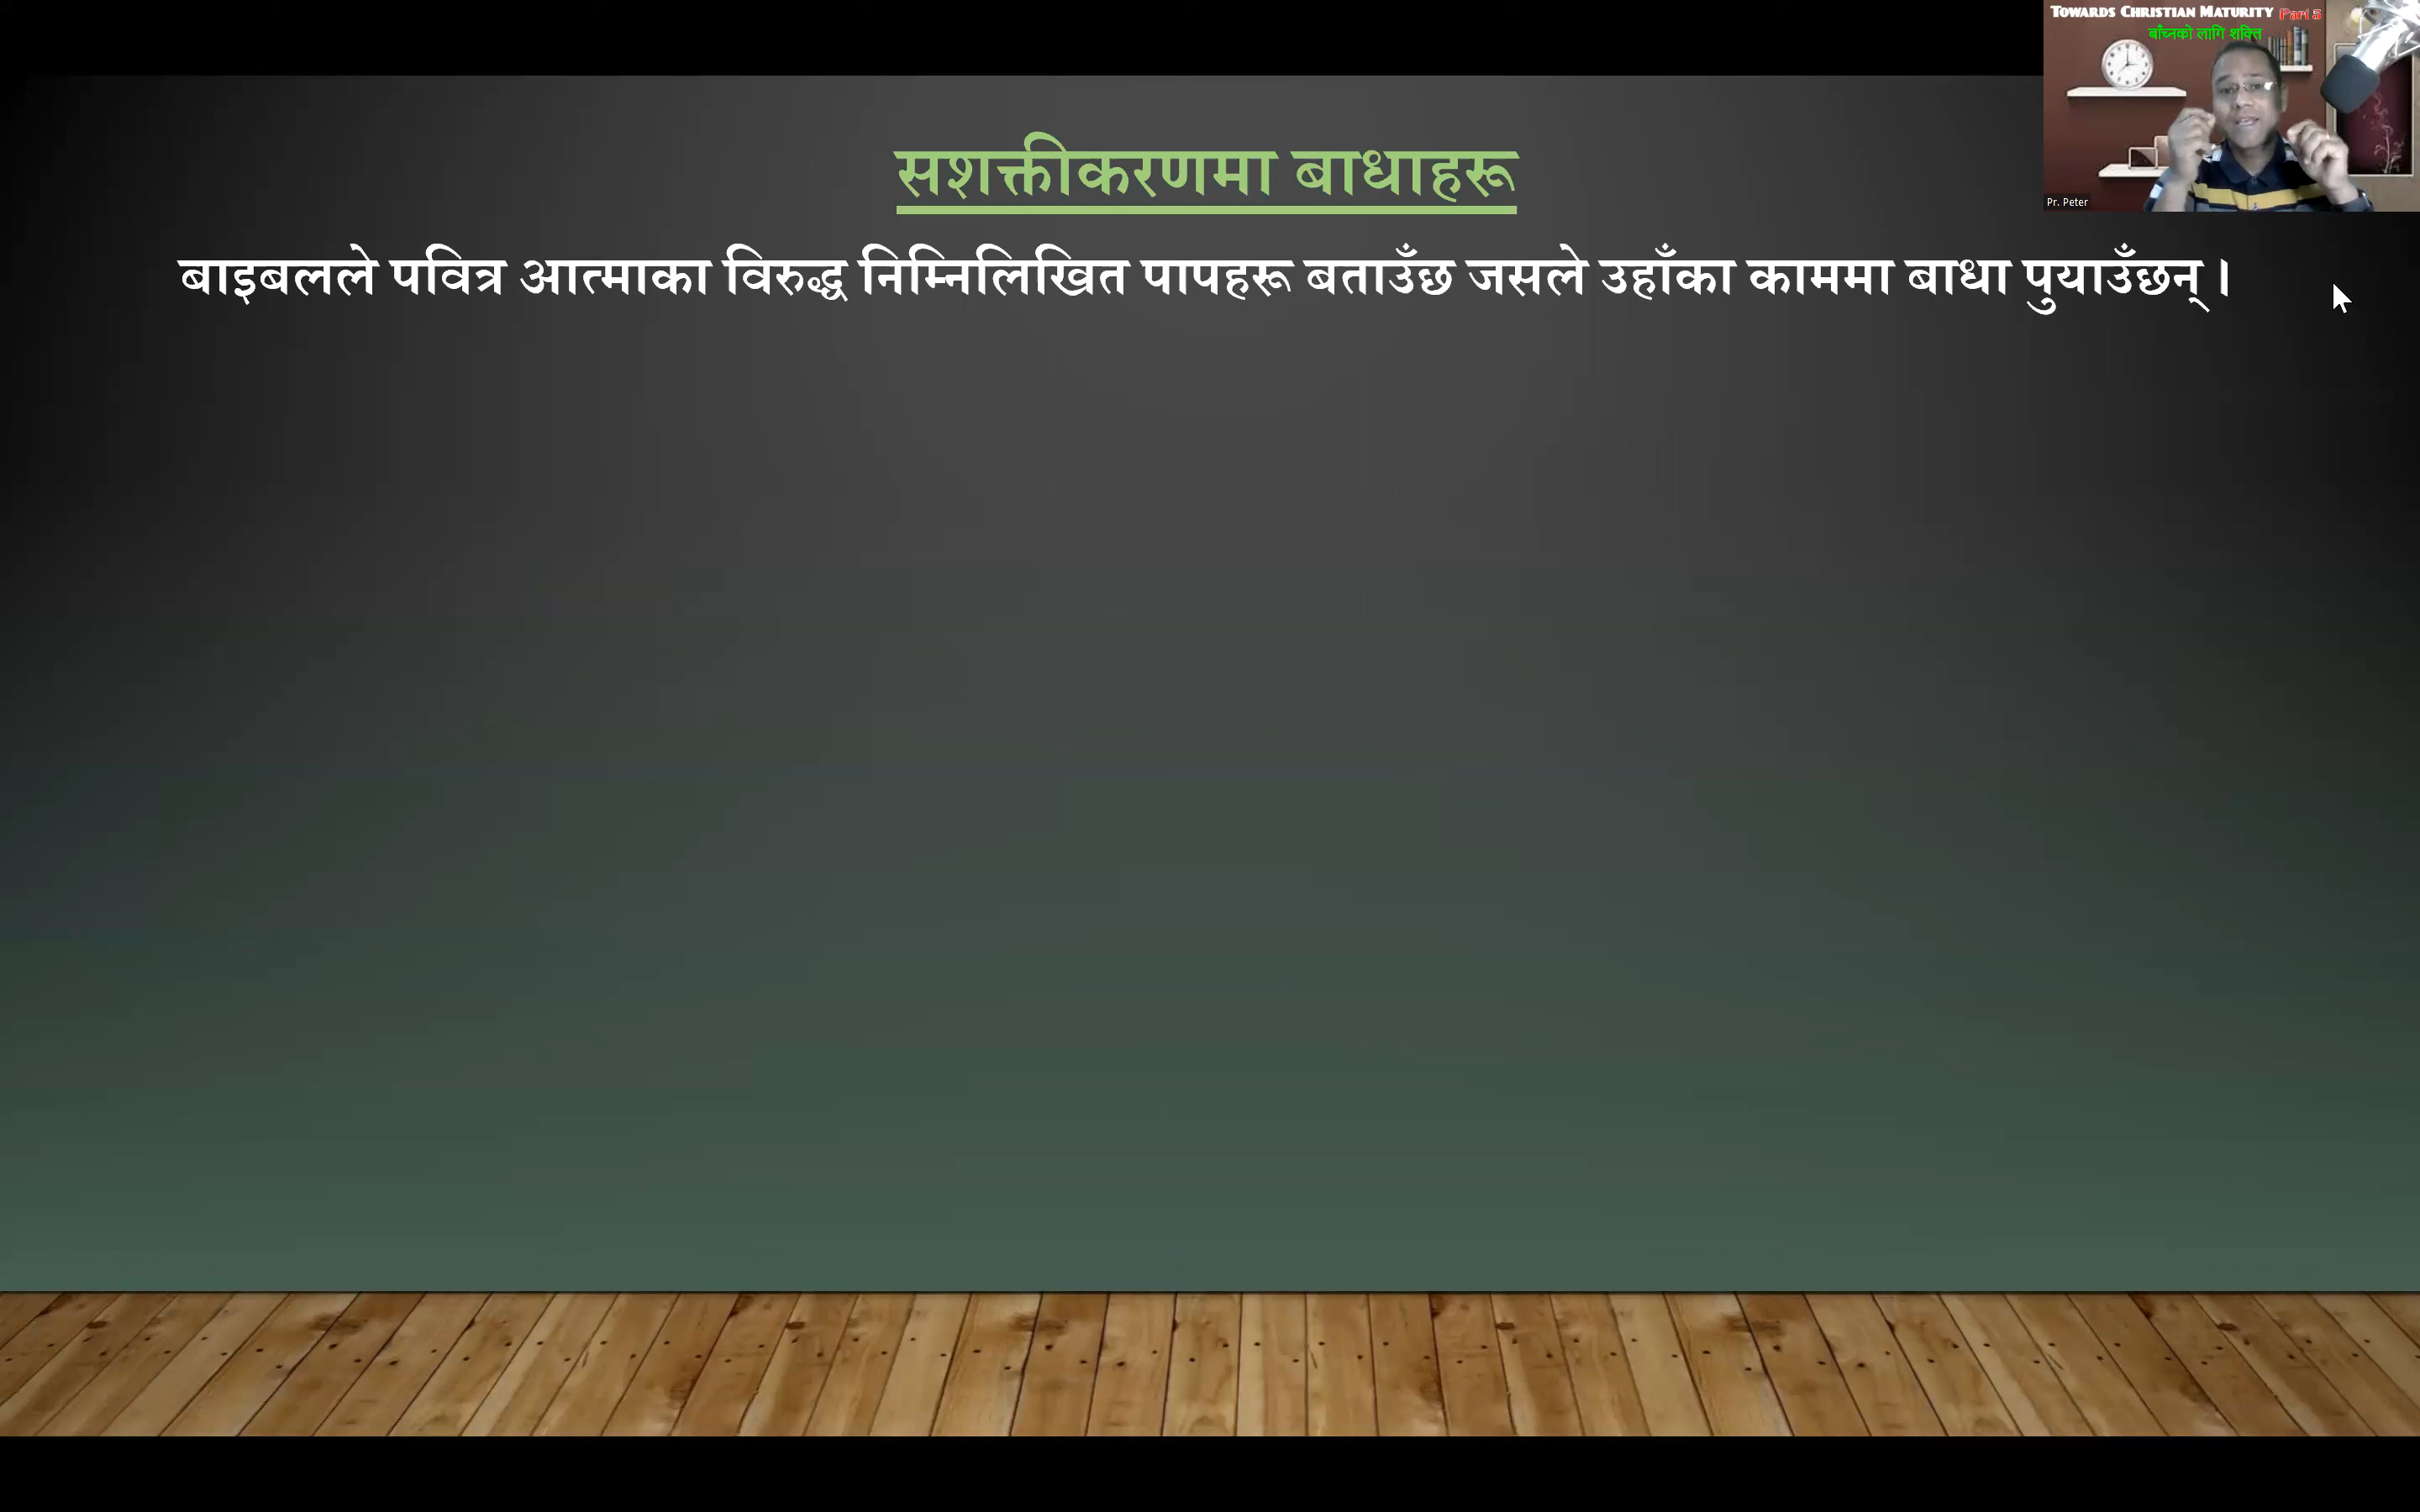 TOWARDS CHRISTIAN MATURITY Part 5
बाँच्नको लागि शक्ति
Pr. Peter
सशक्तीकरणमा बाधाहरू
बाइबलले पवित्र आत्माका विरुद्ध निम्निलिखित पापहरू बताउँछ जसले उहाँका काममा बाधा पुयाउँछन् ।